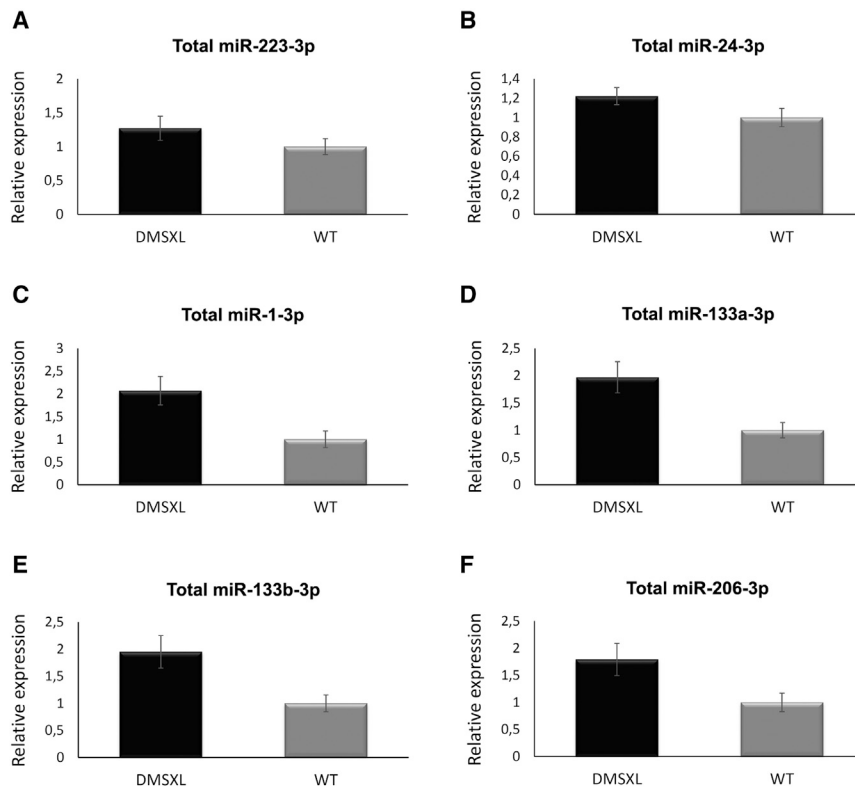 A
Total miR-223-3p
Relative expression
2
1,5
1
0,5
0
DMSXL
WT
B
Total miR-24-3p
Relative expression
1,4
1,2
1
0,8
0,6
0,4
0,2
0
DMSXL
WT
C
Total miR-1-3p
Relative expression
3
2,5
2
1,5
1
0,5
0
DMSXL
WT
D
Total miR-133a-3p
Relative expression
2,5
2
1,5
1
0,5
0
DMSXL
WT
E
Total miR-133b-3p
Relative expression
2,5
2
1,5
1
0,5
0
DMSXL
WT
F
Total miR-206-3p
Relative expression
2,5
2
1,5
1
0,5
0
DMSXL
WT